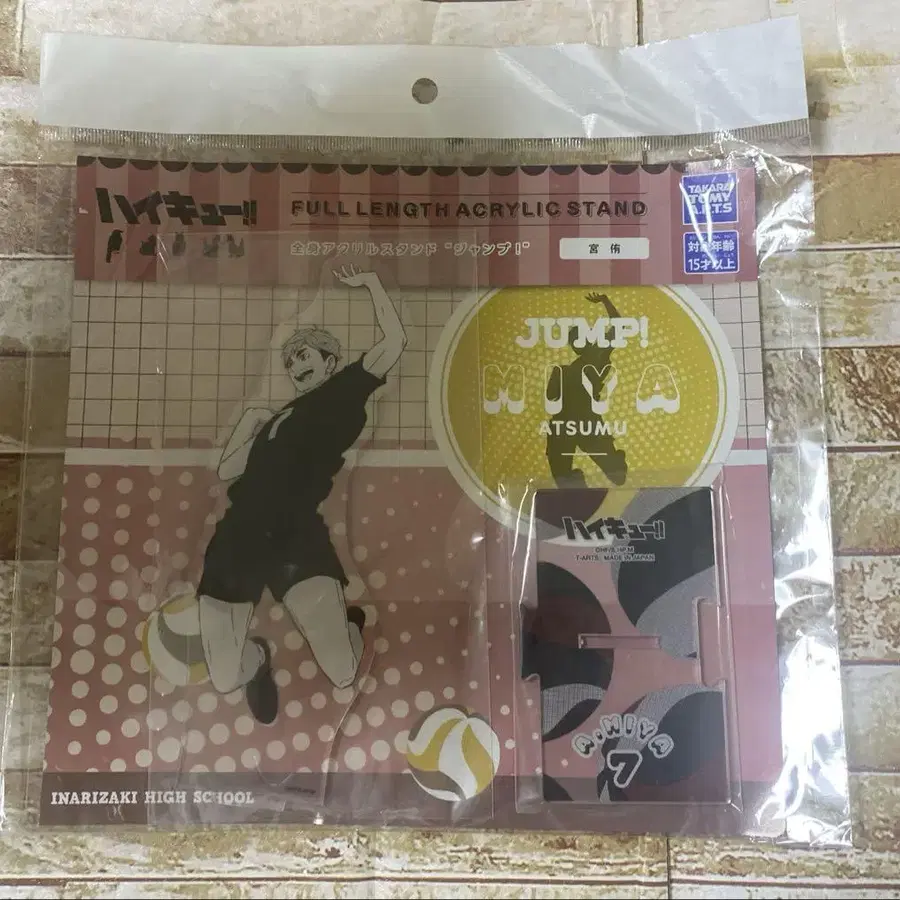 ハイキュー!!
FULL LENGTH ACRYLIC STAND
全身アクリルスタンド "ジャンプ!"
宮 侑
TAKARA
TOMY
A.R.T.S
対象年齢
15才以上
JUMP!
MIYA
ATSUMU
ハイキュー!!
T-ARTS MADE IN JAPAN
A.MIYA
7
INARIZAKI HIGH SCHOOL